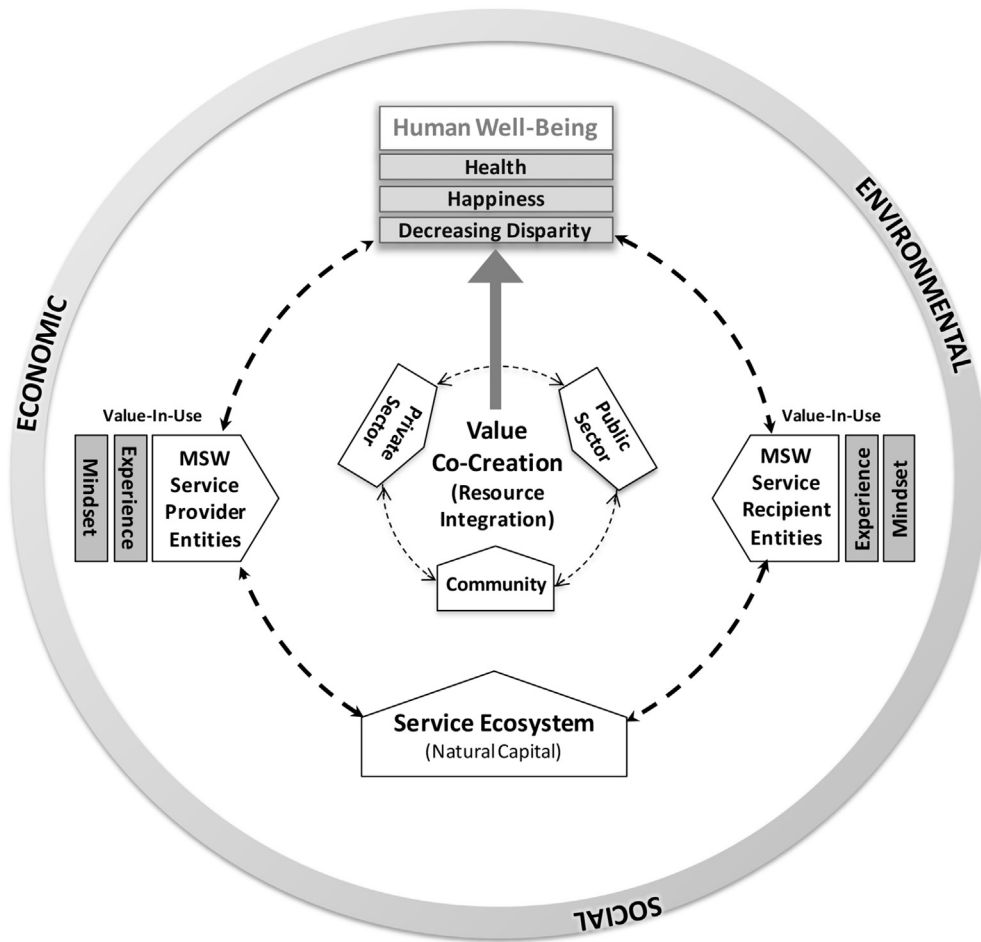 Human Well-Being
Health
Happiness
Decreasing Disparity
ECONOMIC
ENVIRONMENTAL
SOCIAL
Private
Sector
Public
Sector
Value
Co-Creation
(Resource
Integration)
Community
Value-In-Use
Mindset
Experience
MSW
Service
Provider
Entities
Value-In-Use
MSW
Service
Recipient
Entities
Experience
Mindset
Service Ecosystem
(Natural Capital)